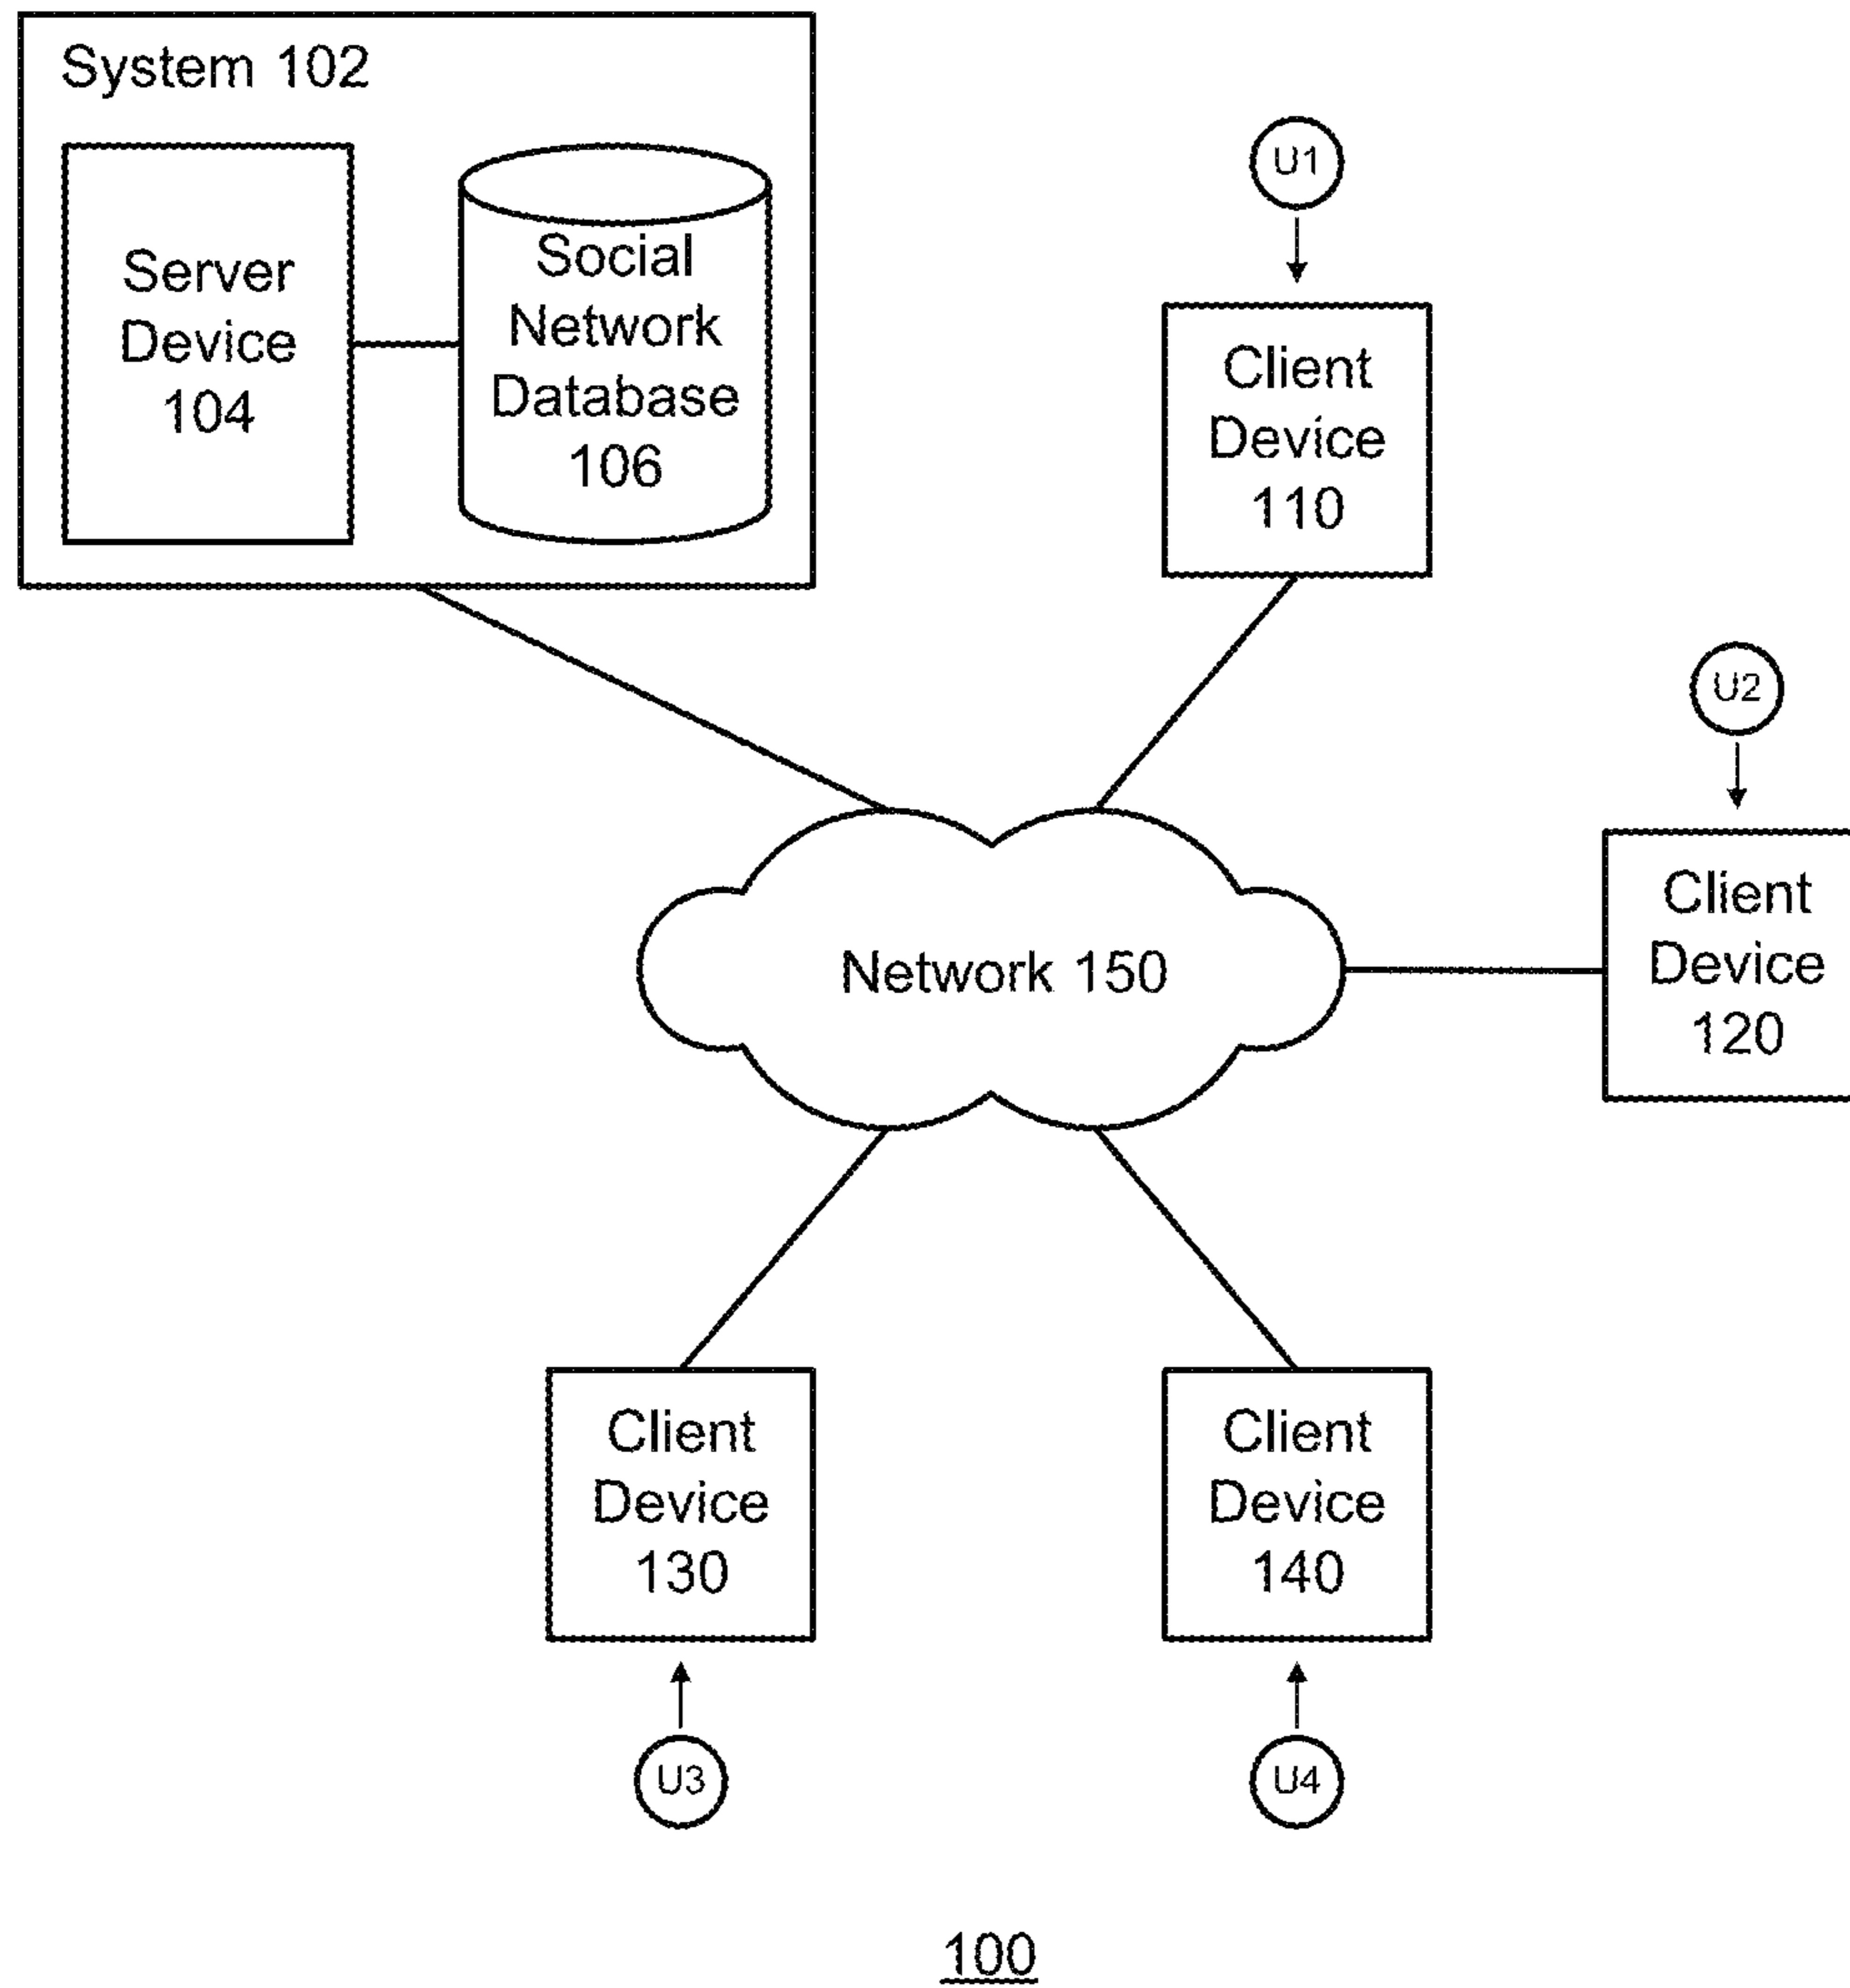 System 102
Server
Device
104
Social
Network
Database
106
U1
Client
Device
110
U2
Client
Device
120
Network 150
Client
Device
130
Client
Device
140
U3
U4
100